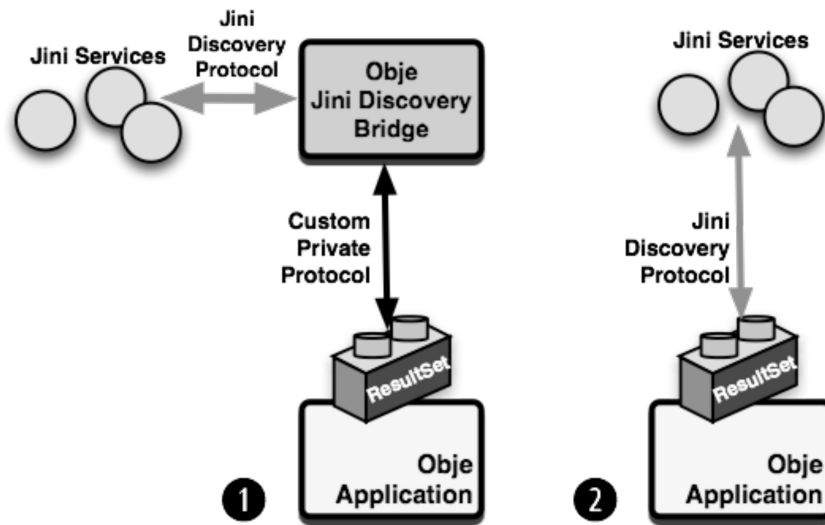 Jini Services
Jini
Discovery
Protocol
Obje
Jini Discovery
Bridge
Custom
Private
Protocol
ResultSet
Obje
Application
1
Jini Services
Jini
Discovery
Protocol
ResultSet
Obje
Application
2